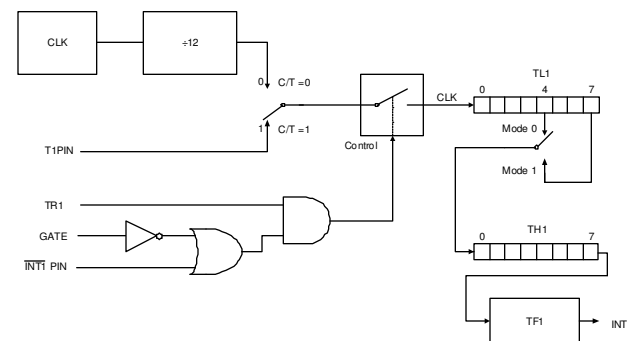 CLK
÷12
0 C/T =0
1 C/T =1
T1PIN
Control
CLK
TL1
0 4 7
Mode 0
Mode 1
TR1
GATE
INT1 PIN
TH1
0 7
TF1
INT